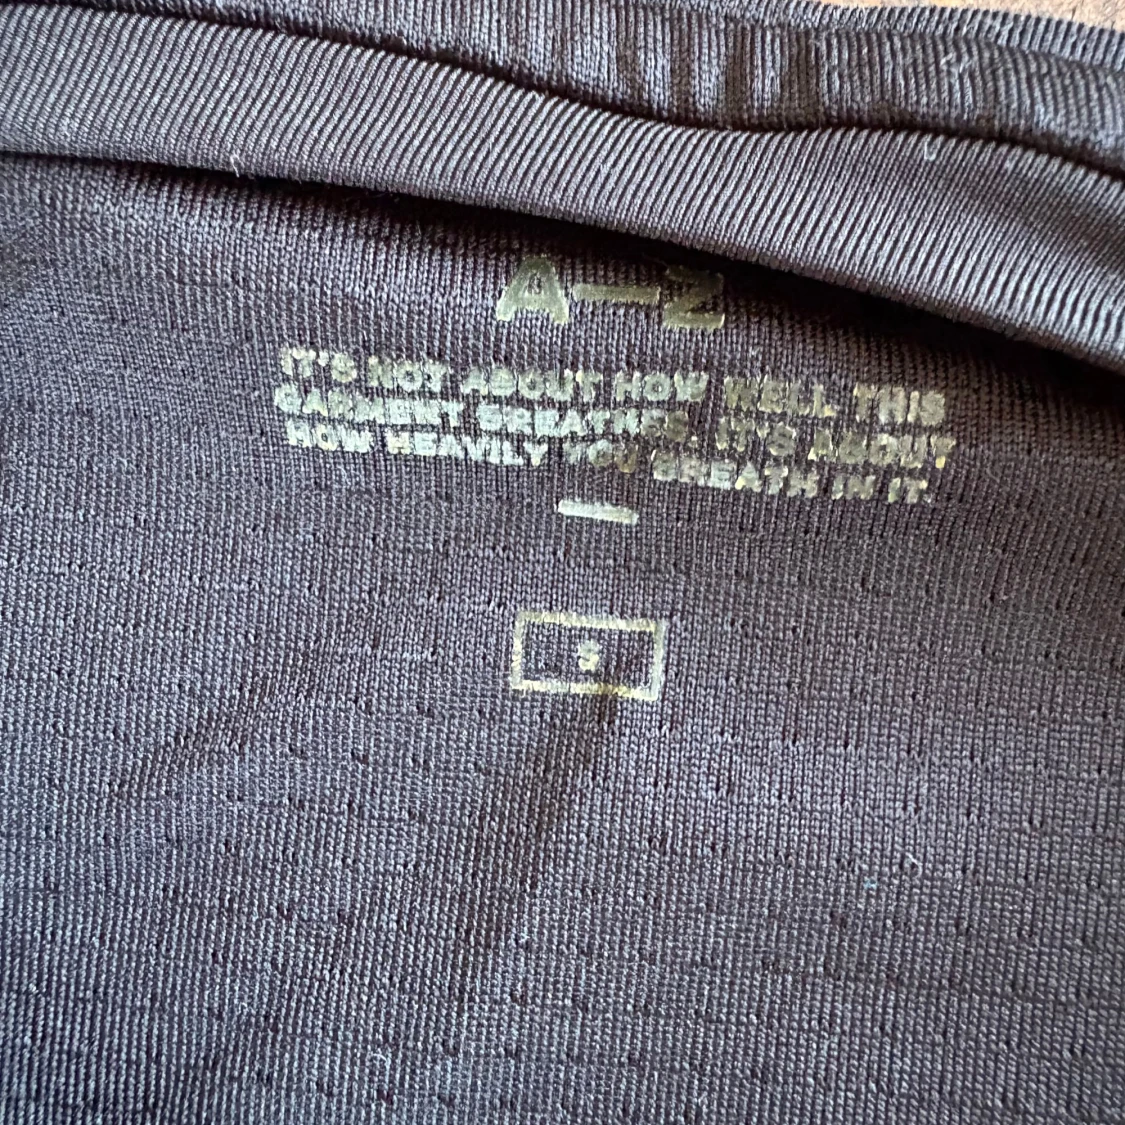 A—Z
IT'S NOT ABOUT HOW WELL THIS
GARMENT BREATHES. IT'S ABOUT
HOW HEAVILY YOU BREATH IN IT.
S